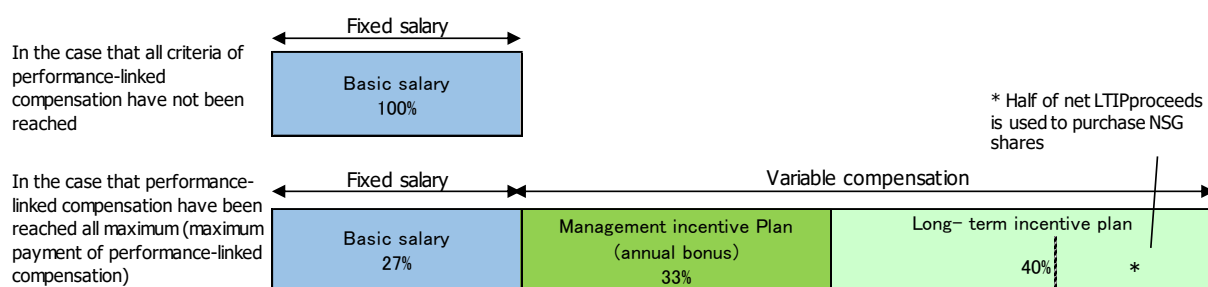 Fixed salary
In the case that all criteria of
performance-linked
compensation have not been
reached
Basic salary
100%
* Half of net LTIPproceeds
is used to purchase NSG
shares
In the case that performance-
linked compensation have been
reached all maximum (maximum
payment of performance-linked
compensation)
Fixed salary
Variable compensation
Basic salary
27%
Management incentive Plan
(annual bonus)
33%
Long- term incentive plan
40%
*